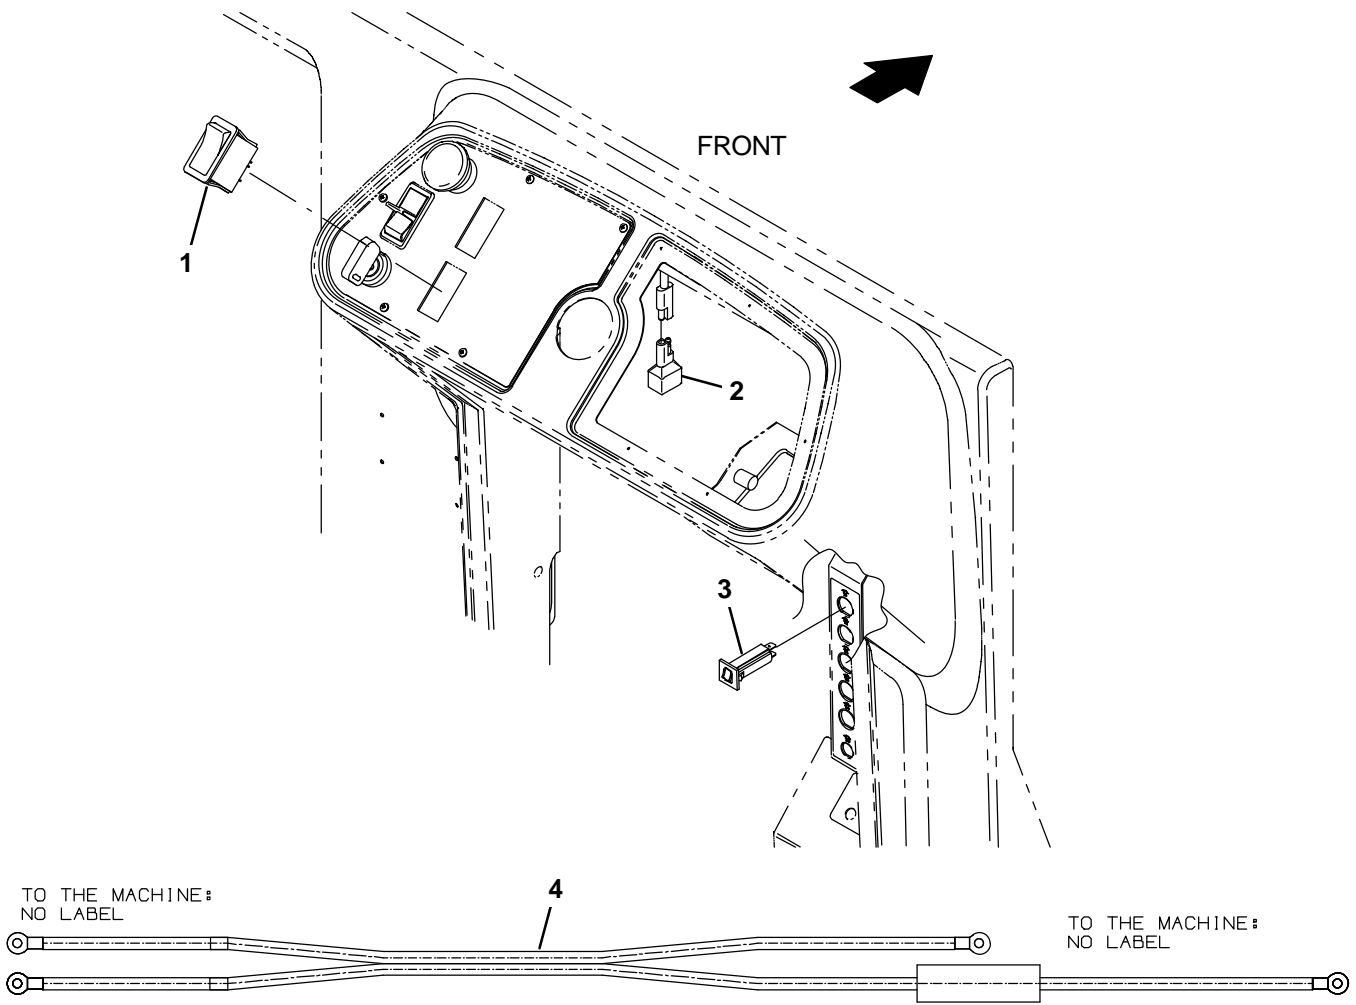 FRONT
1
2
3
4
TO THE MACHINE:
NO LABEL
TO THE MACHINE:
NO LABEL